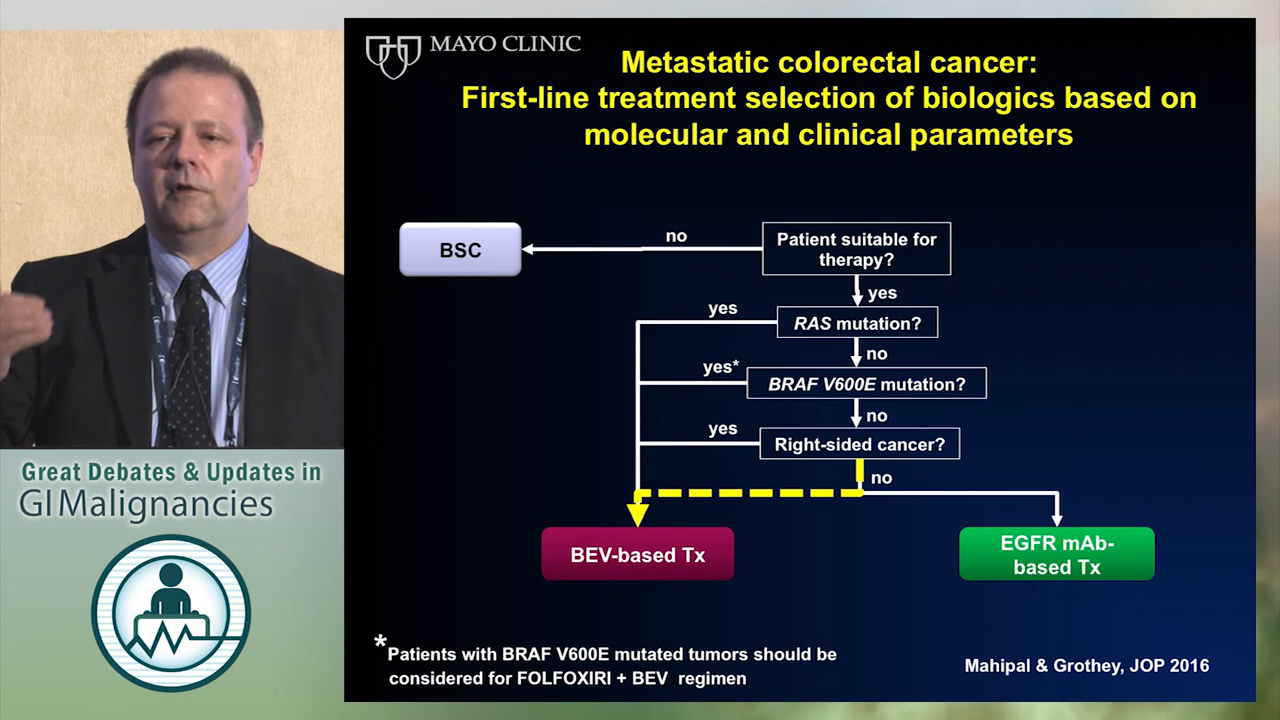 MAYO CLINIC
Metastatic colorectal cancer:
First-line treatment selection of biologics based on
molecular and clinical parameters
BSC
no
Patient suitable for
therapy?
yes
yes
RAS mutation?
no
yes*
BRAF V600E mutation?
no
yes
Right-sided cancer?
no
BEV-based Tx
EGFR mAb-
based Tx
*Patients with BRAF V600E mutated tumors should be
considered for FOLFOXIRI + BEV regimen
Mahipal & Grothey, JOP 2016
Great Debates & Updates in
GI Malignancies